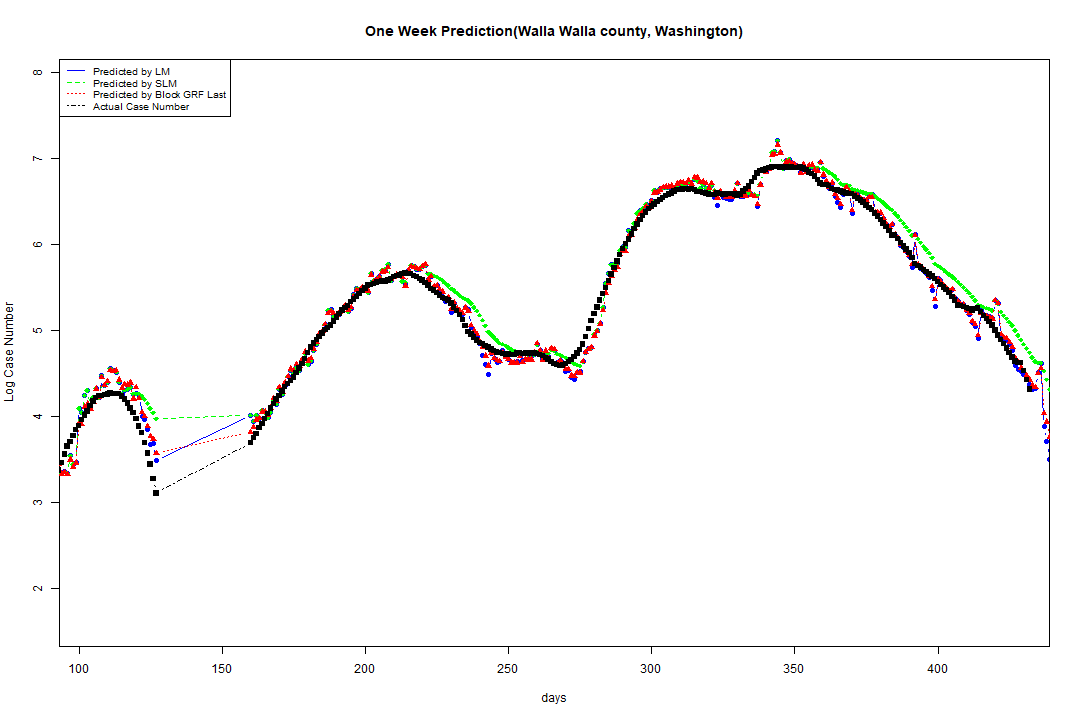 One Week Prediction(Walla Walla county, Washington)
Predicted by LM
Predicted by SLM
Predicted by Block GRF Last
Actual Case Number
8
7
6
5
4
3
2
Log Case Number
100 150 200 250 300 350 400
days